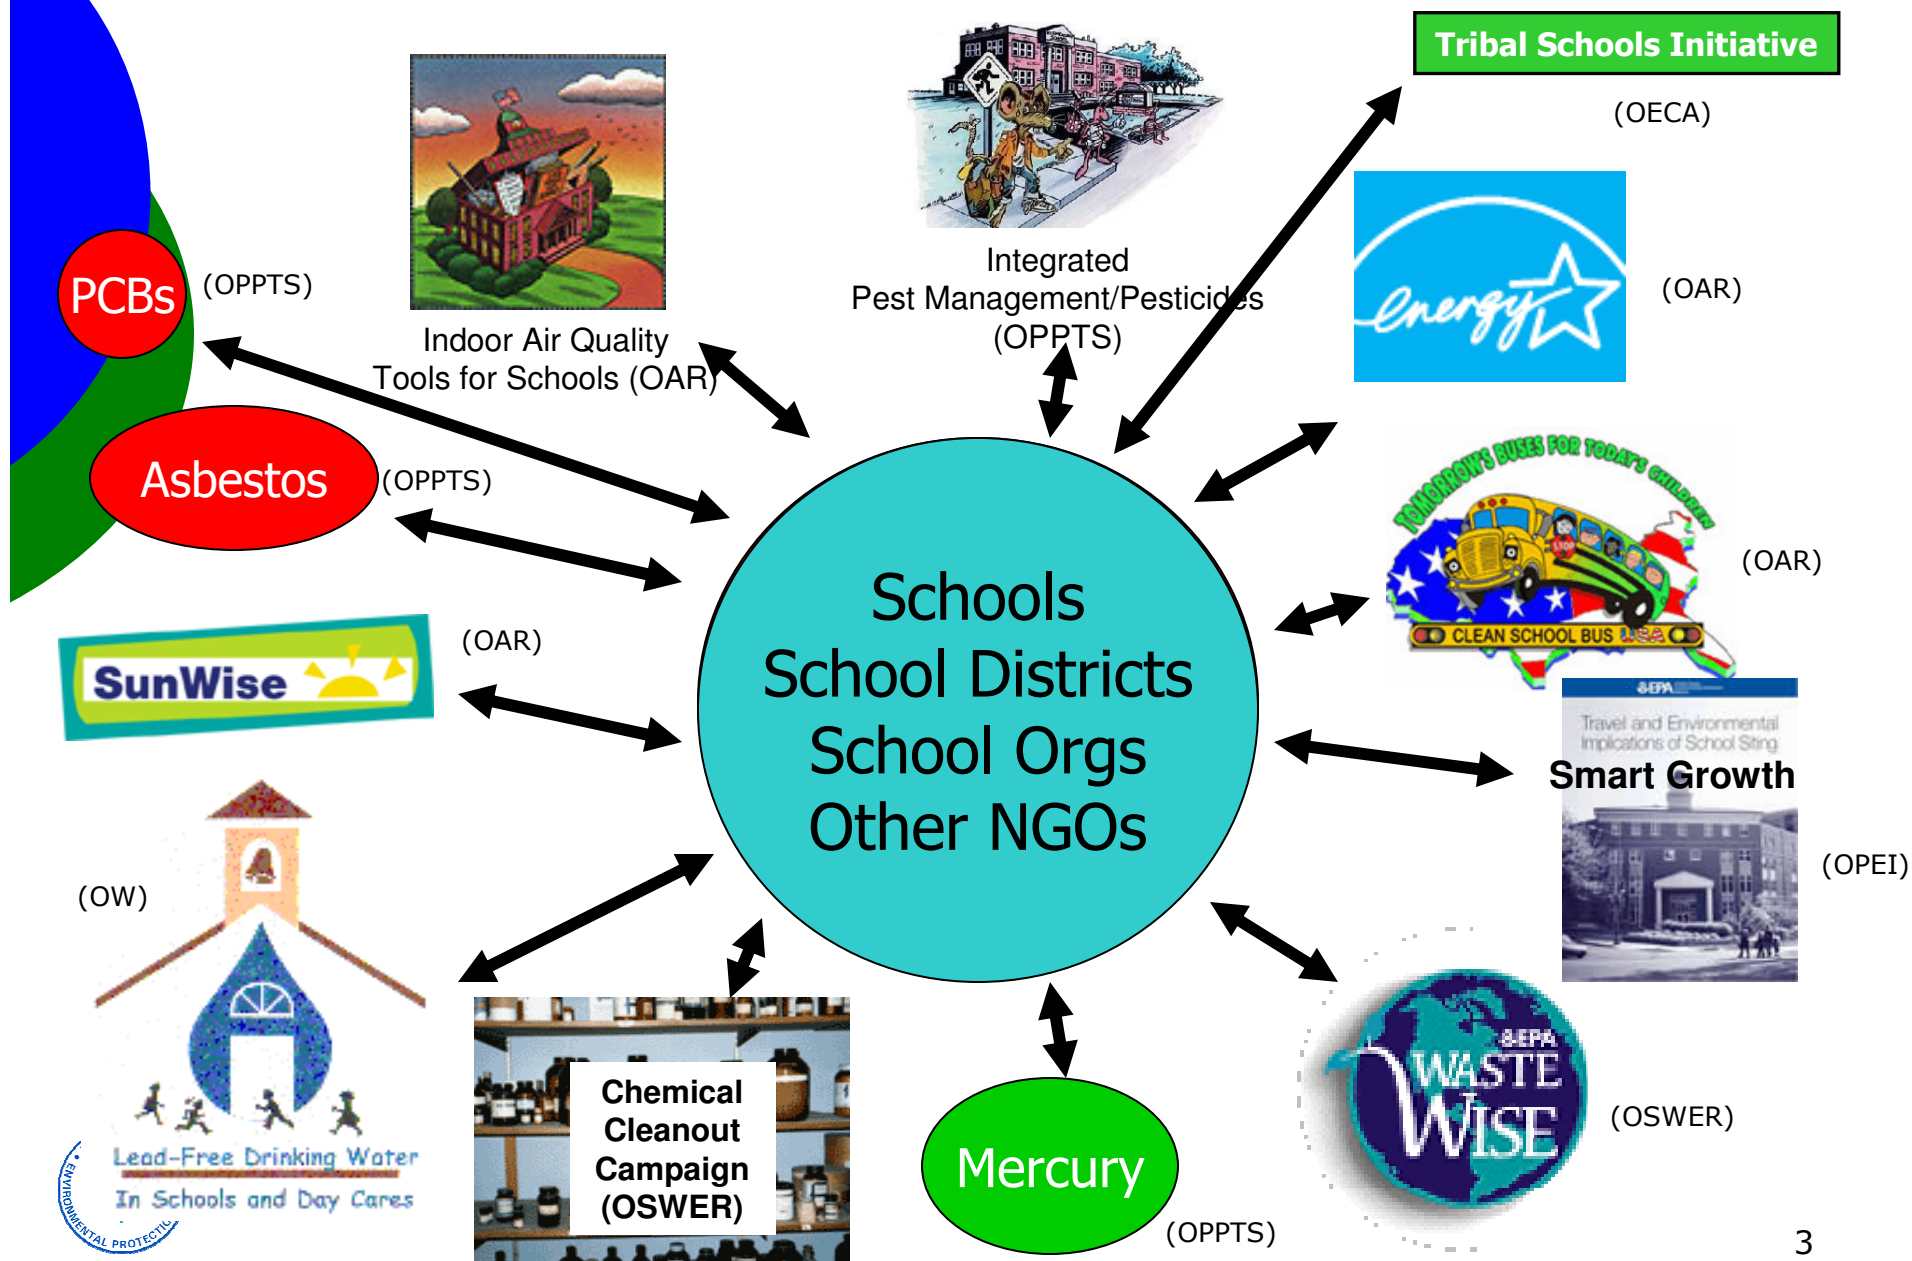 Tribal Schools Initiative
(OECA)
Integrated
Pest Management/Pesticides
(OPPTS)
Indoor Air Quality
Tools for Schools (OAR)
PCBs
(OPPTS)
energy
(OAR)
Asbestos
(OPPTS)
TOMORROW'S BUSES FOR TODAY'S CHILDREN
STOP
CLEAN SCHOOL BUS USA
(OAR)
SunWise
(OAR)
Schools
School Districts
School Orgs
Other NGOs
EPA
Travel and Environmental
Implications of School Siting
Smart Growth
(OPEI)
(OW)
Lead-Free Drinking Water
In Schools and Day Cares
ENVIRONMENTAL PROTECTIO
Chemical
Cleanout
Campaign
(OSWER)
Mercury
(OPPTS)
EPA
WASTE
WISE
(OSWER)
3